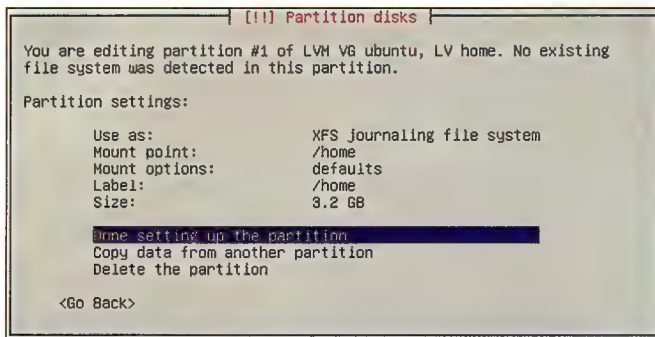 [!!] Partition disks
You are editing partition #1 of LVM VG ubuntu, LV home. No existing
file system was detected in this partition.
Partition settings:
Use as: XFS journaling file system
Mount point: /home
Mount options: defaults
Label: /home
Size: 3.2 GB
Done setting up the partition
Copy data from another partition
Delete the partition
<Go Back>